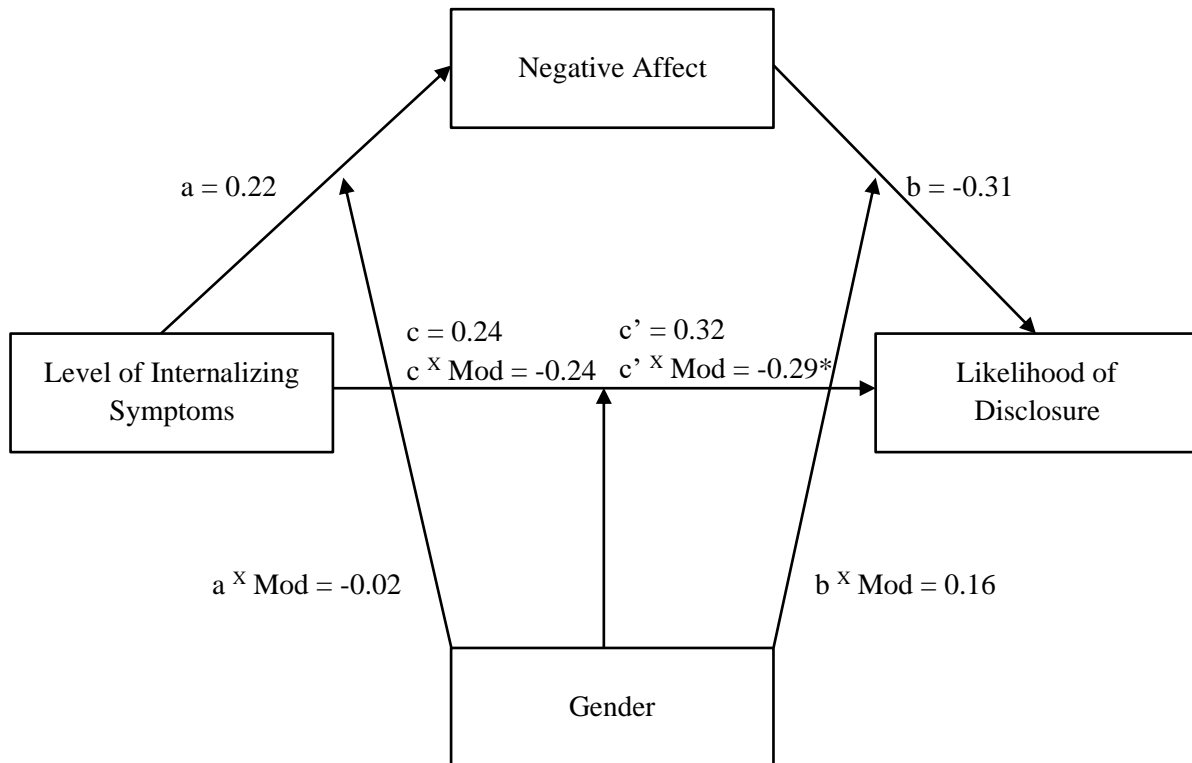 Negative Affect
a = 0.22
b = -0.31
c = 0.24
c X Mod = -0.24
c’ = 0.32
c’ X Mod = -0.29*
Level of Internalizing
Symptoms
Likelihood of
Disclosure
a X Mod = -0.02
b X Mod = 0.16
Gender